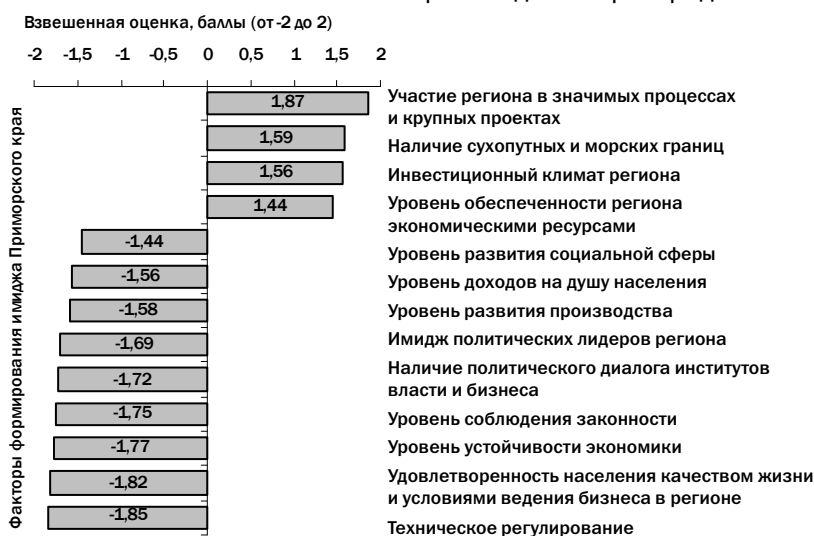 Взвешенная оценка, баллы (от -2 до 2)
-2 -1,5 -1 -0,5 0 0,5 1 1,5 2
Факторы формирования имиджа Приморского края
1,87
Участие региона в значимых процессах
и крупных проектах
1,59
Наличие сухопутных и морских границ
1,56
Инвестиционный климат региона
1,44
Уровень обеспеченности региона
экономическими ресурсами
-1,44
Уровень развития социальной сферы
-1,56
Уровень доходов на душу населения
-1,58
Уровень развития производства
-1,69
Имидж политических лидеров региона
-1,72
Наличие политического диалога институтов
власти и бизнеса
-1,75
Уровень соблюдения законности
-1,77
Уровень устойчивости экономики
-1,82
Удовлетворенность населения качеством жизни
и условиями ведения бизнеса в регионе
-1,85
Техническое регулирование